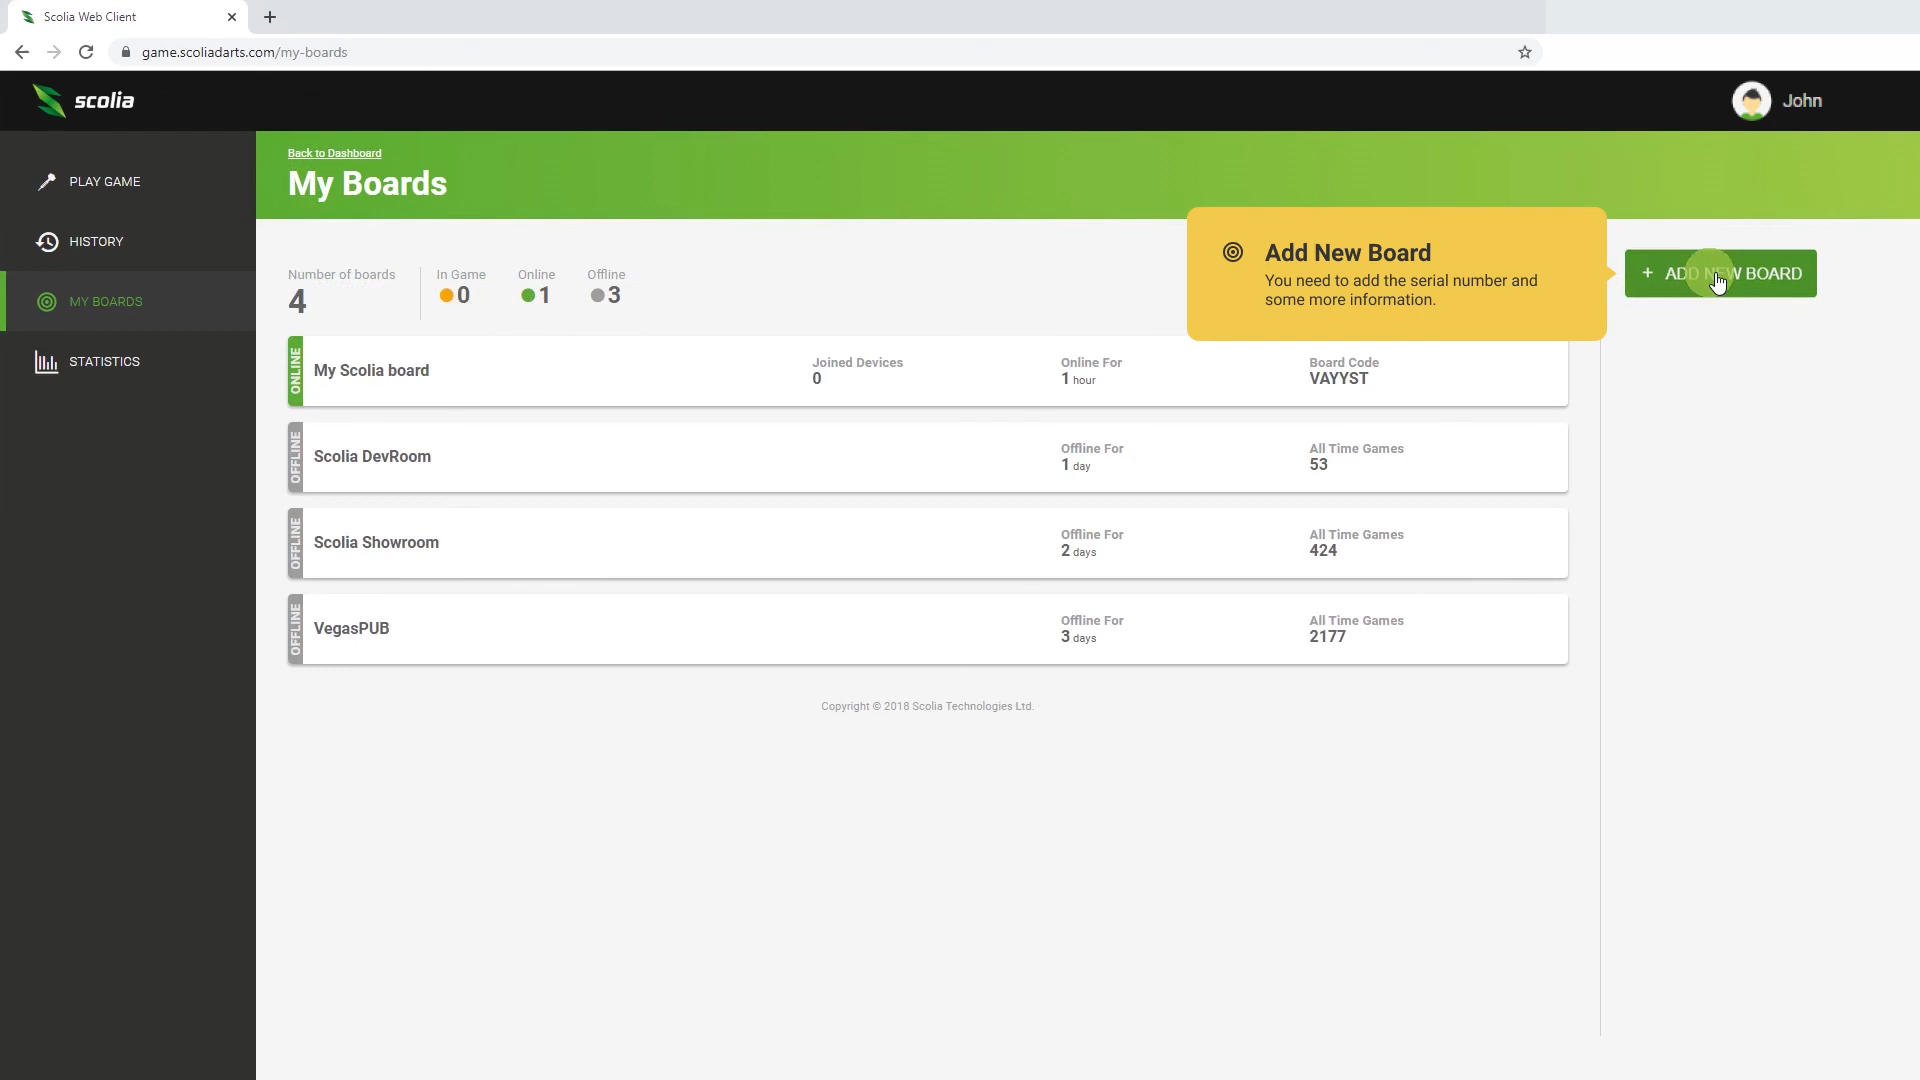 Scolia Web Client
game.scoliadarts.com/my-boards
scolia
John
PLAY GAME
HISTORY
MY BOARDS
STATISTICS
Back to Dashboard
My Boards
Add New Board
You need to add the serial number and
some more information.
+ ADD NEW BOARD
Number of boards
4
In Game
0
Online
1
Offline
3
ONLINE
My Scolia board
Joined Devices
0
Online For
1 hour
Board Code
VAYYST
OFFLINE
Scolia DevRoom
Offline For
1 day
All Time Games
53
OFFLINE
Scolia Showroom
Offline For
2 days
All Time Games
424
OFFLINE
VegasPUB
Offline For
3 days
All Time Games
2177
Copyright © 2018 Scolia Technologies Ltd.